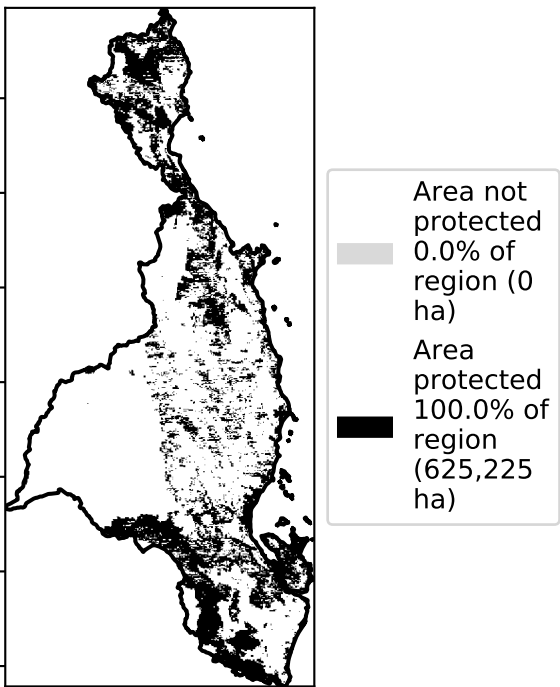 Area not
protected
0.0% of
region (0
ha)
Area
protected
100.0% of
region
(625,225
ha)